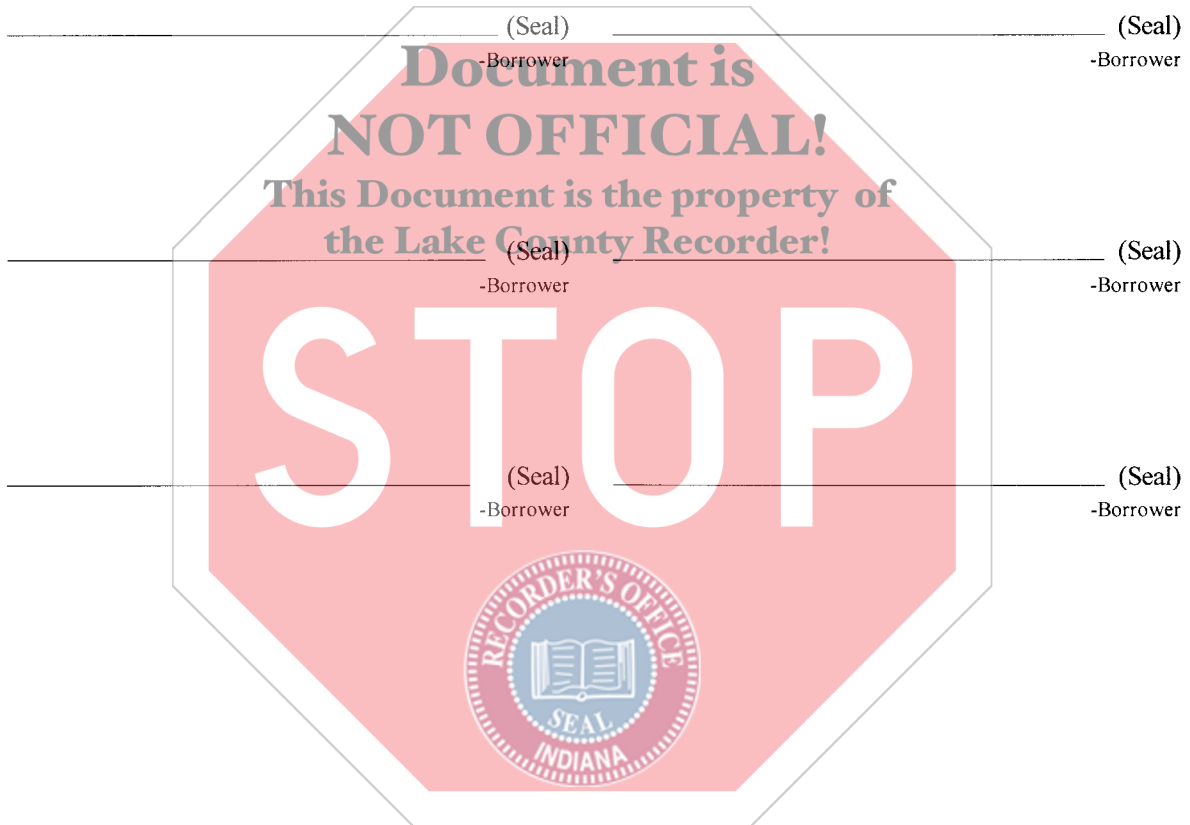 (Seal) (Seal)
-Borrower -Borrower
Document is
NOT OFFICIAL!
This Document is the property of
the Lake County Recorder!
(Seal) (Seal)
-Borrower -Borrower
STOP
(Seal) (Seal)
-Borrower -Borrower
RECORDER'S OFFICE
SEAL
INDIANA